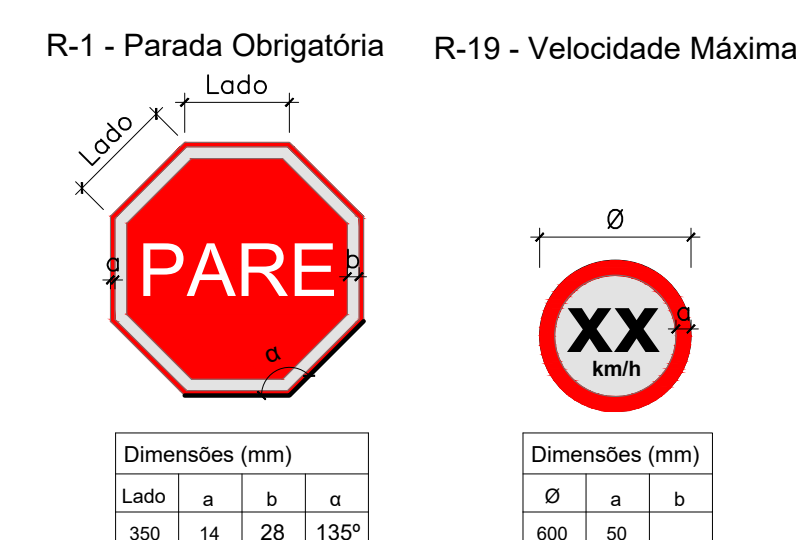 R-1 - Parada Obrigatória
Lado
Lado
PARE
a
b
α
Dimensões (mm)
Lado a b α
350 14 28 135º
R-19 - Velocidade Máxima
Ø
XX
km/h
a
Dimensões (mm)
Ø a b
600 50